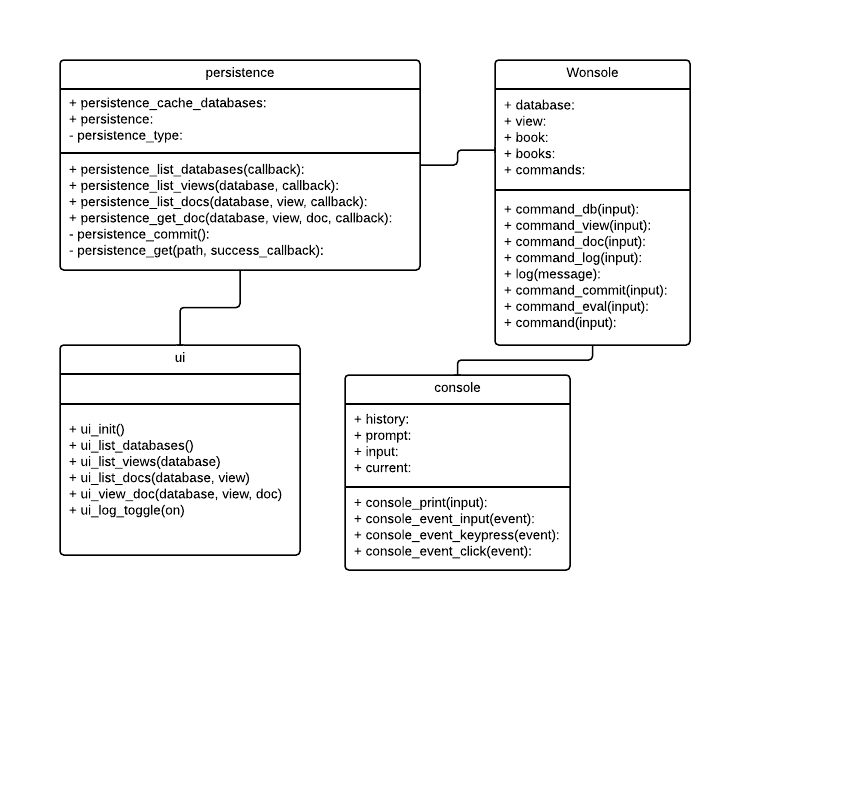 persistence
+ persistence_cache_databases:
+ persistence:
- persistence_type:
+ persistence_list_databases(callback):
+ persistence_list_views(database, callback):
+ persistence_list_docs(database, view, callback):
+ persistence_get_doc(database, view, doc, callback):
- persistence_commit():
- persistence_get(path, success_callback):
Wonsole
+ database:
+ view:
+ book:
+ books:
+ commands:
+ command_db(input):
+ command_view(input):
+ command_doc(input):
+ command_log(input):
+ log(message):
+ command_commit(input):
+ command_eval(input):
+ command(input):
ui
+ ui_init()
+ ui_list_databases()
+ ui_list_views(database)
+ ui_list_docs(database, view)
+ ui_view_doc(database, view, doc)
+ ui_log_toggle(on)
console
+ history:
+ prompt:
+ input:
+ current:
+ console_print(input):
+ console_event_input(event):
+ console_event_keypress(event):
+ console_event_click(event):